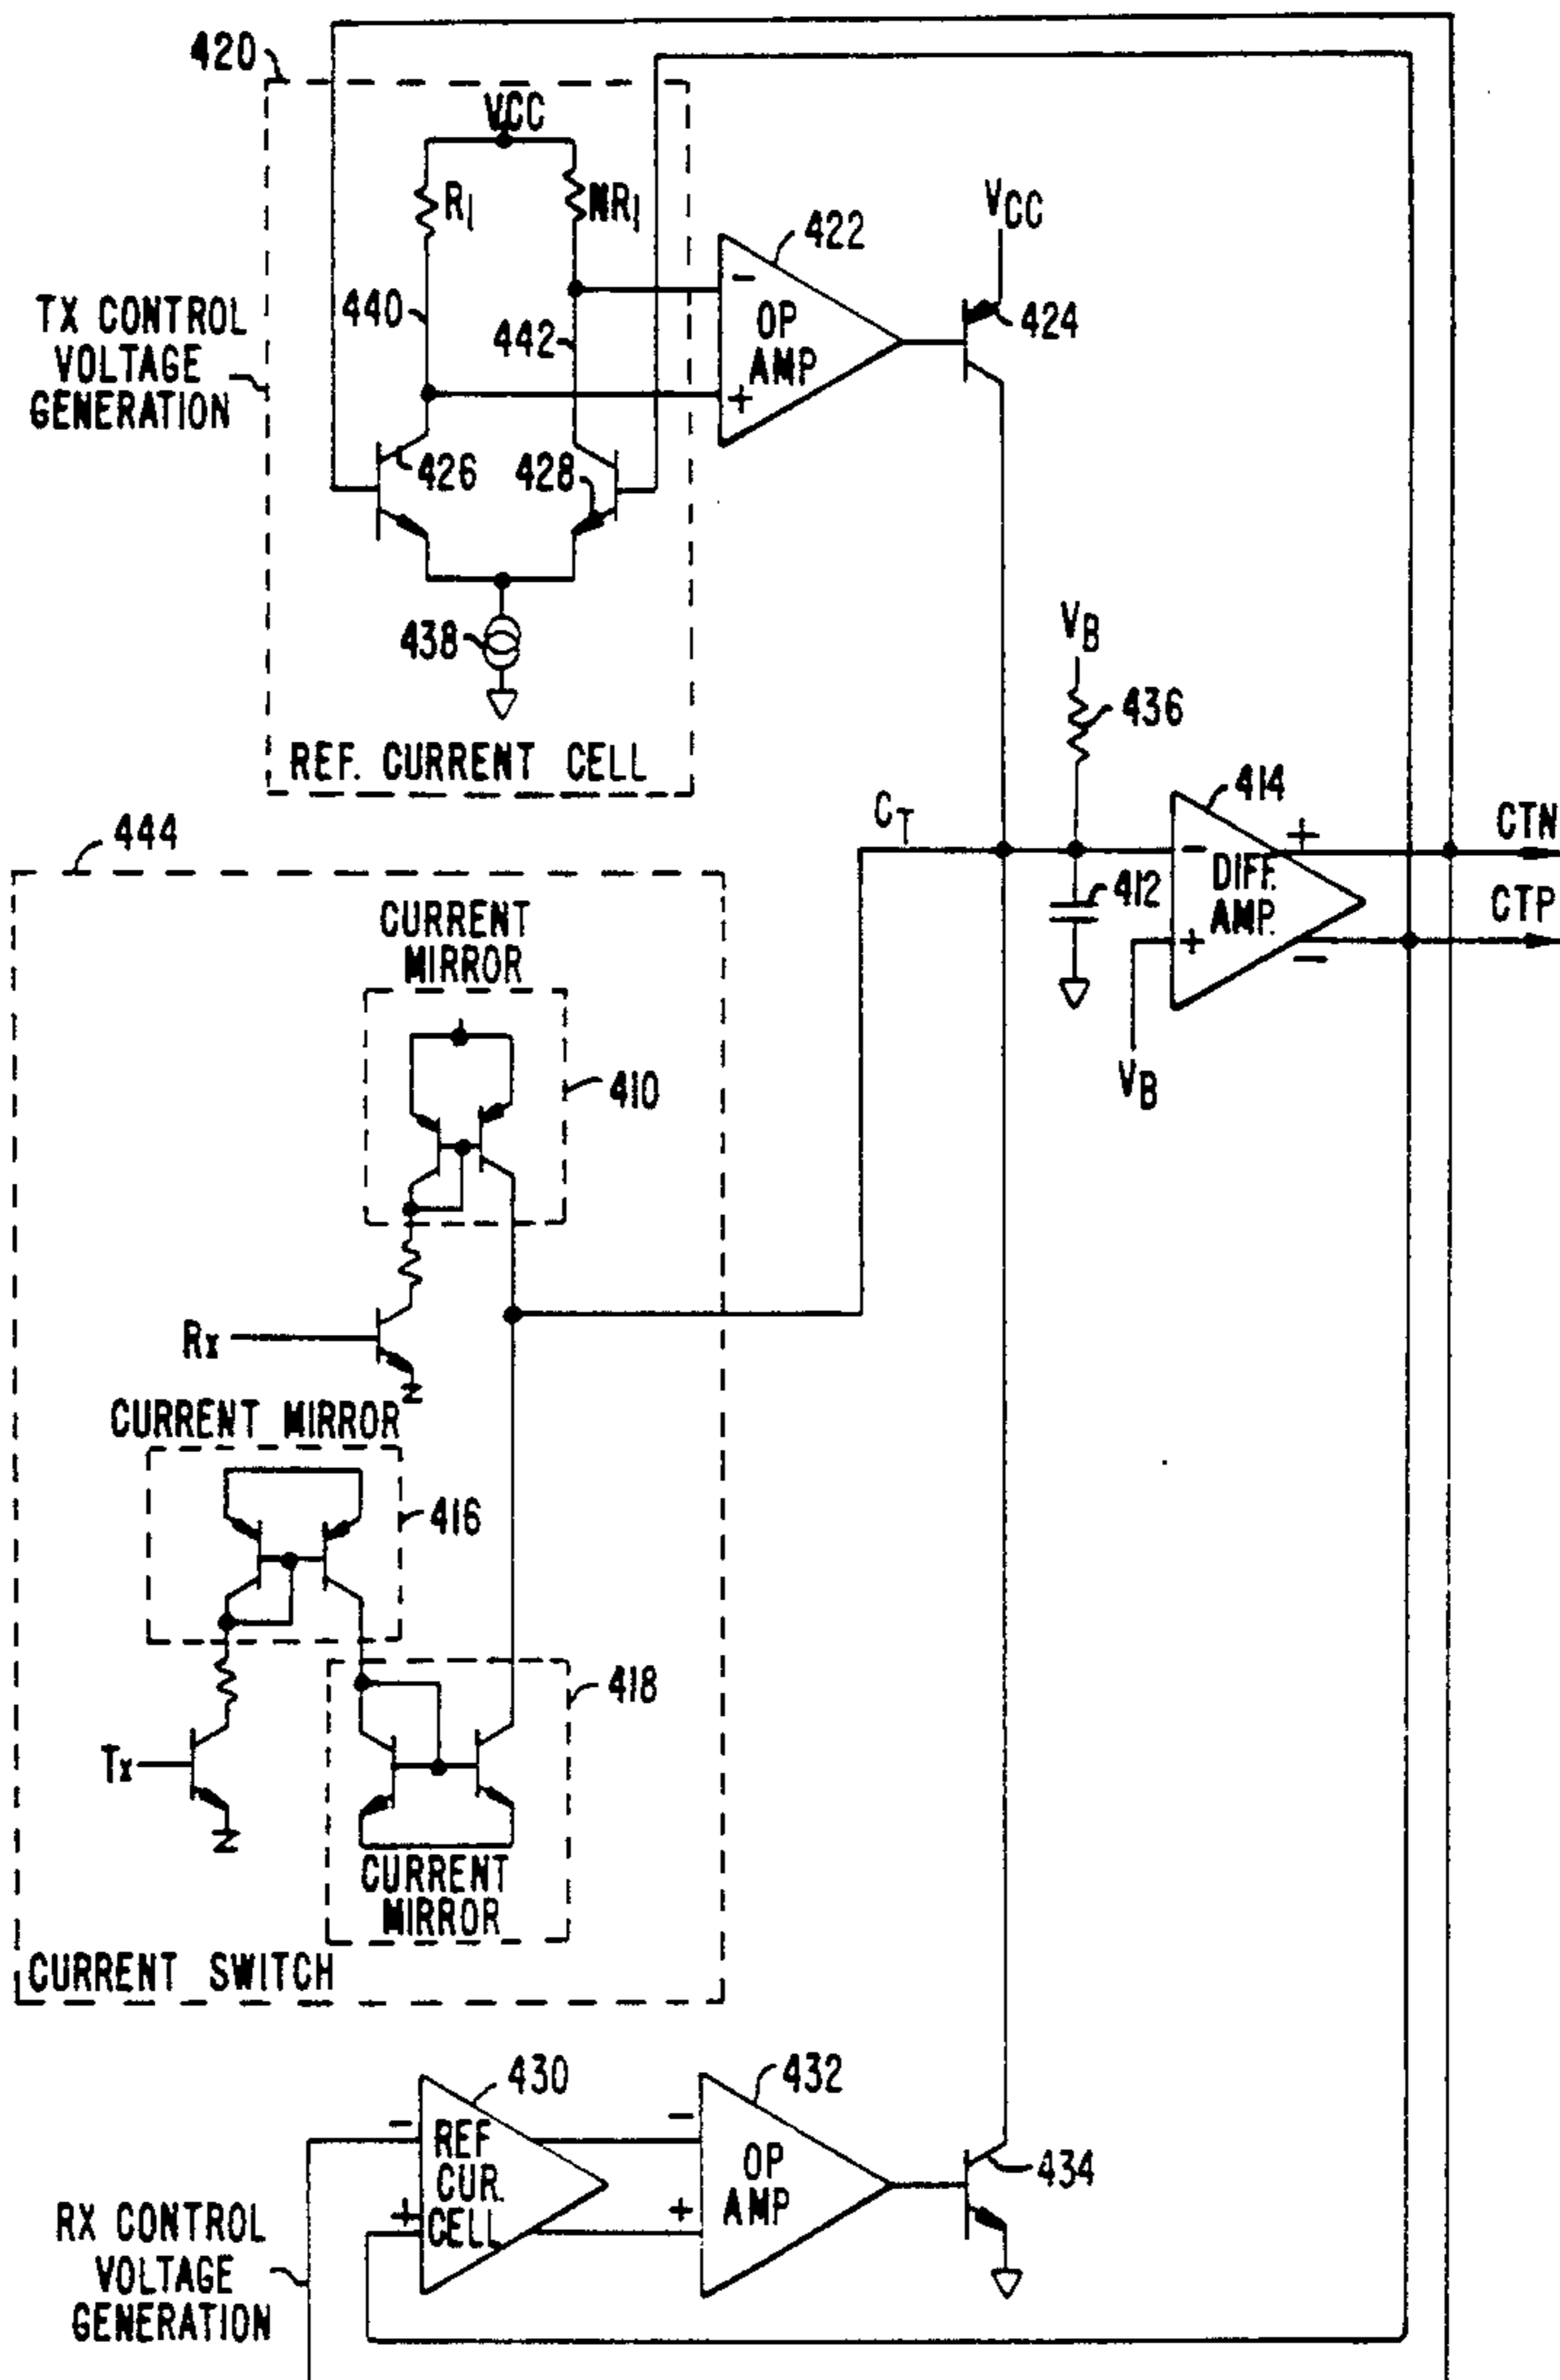 420
VCC
R1
NR1
422
VCC
-
OP
AMP
+
424
440
442
TX CONTROL
VOLTAGE
GENERATION
426
428
438
VB
436
REF. CURRENT CELL
444
CT
414
+
CTN
-
DIFF.
AMP.
412
CTP
+
-
VB
CURRENT
MIRROR
410
Rx
CURRENT MIRROR
416
418
Tx
CURRENT
MIRROR
CURRENT SWITCH
430
432
-
REF
CUR.
CELL
+
-
OP
AMP
+
434
RX CONTROL
VOLTAGE
GENERATION